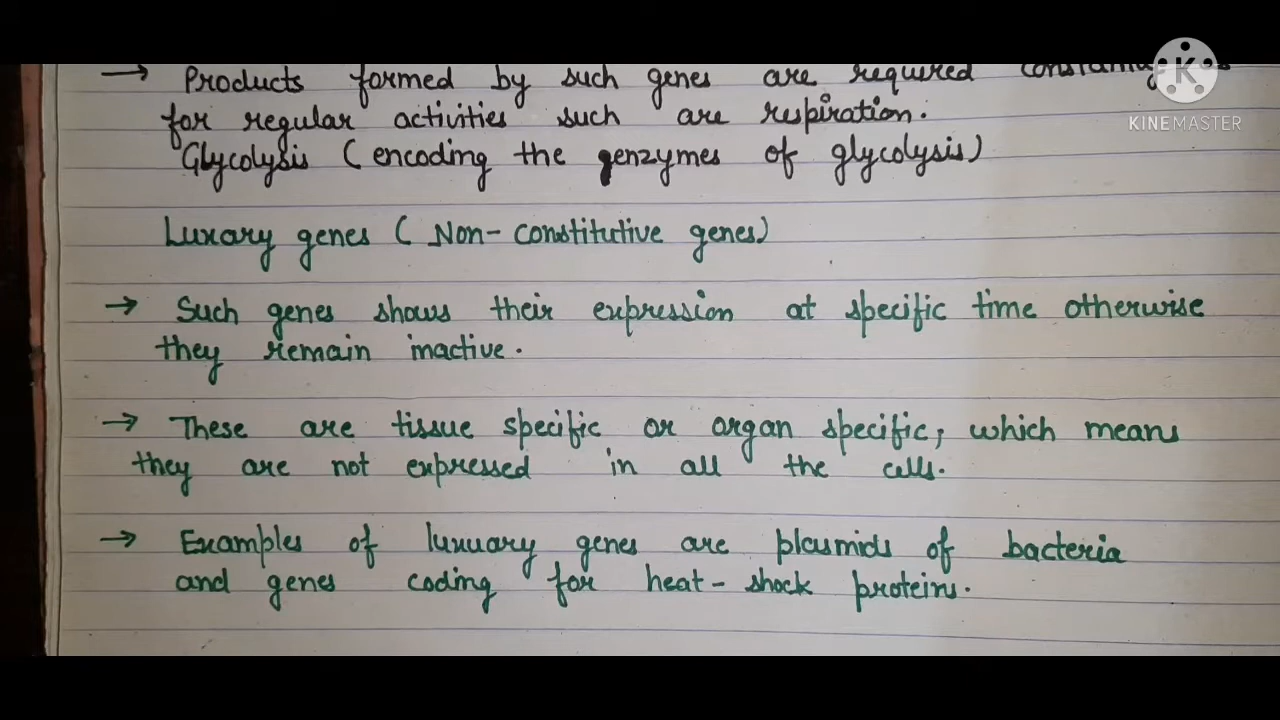 → Products formed by such genes are required constantly
for regular activities such are respiration.
Glycolysis (encoding the enzymes of glycolysis)
Luxary genes (Non-constitutive genes)
→ Such genes shows their expression at specific time otherwise
they remain inactive.
→ These are tissue specific or organ specific, which means
they are not expressed in all the cells.
→ Examples of luxuary genes are plasmids of bacteria
and genes coding for heat-shock proteins.
K
KINEMASTER